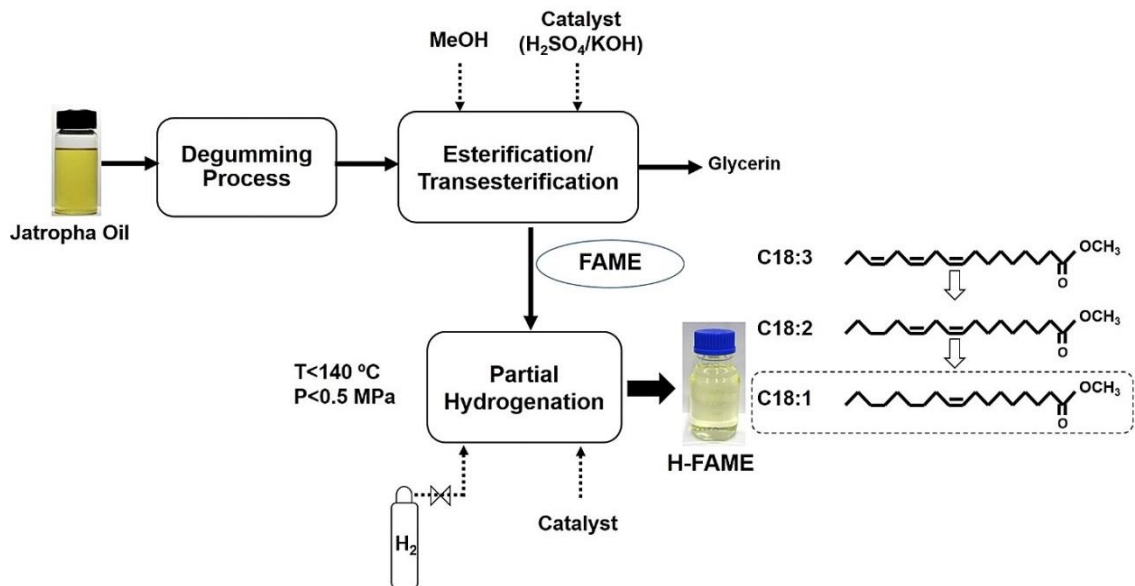 MeOH
Catalyst
(H₂SO₄/KOH)
Degumming
Process
Esterification/
Transesterification
Glycerin
Jatropha Oil
FAME
C18:3
OCH₃
O
C18:2
OCH₃
O
C18:1
OCH₃
O
T<140 ºC
P<0.5 MPa
Partial
Hydrogenation
H-FAME
H₂
Catalyst